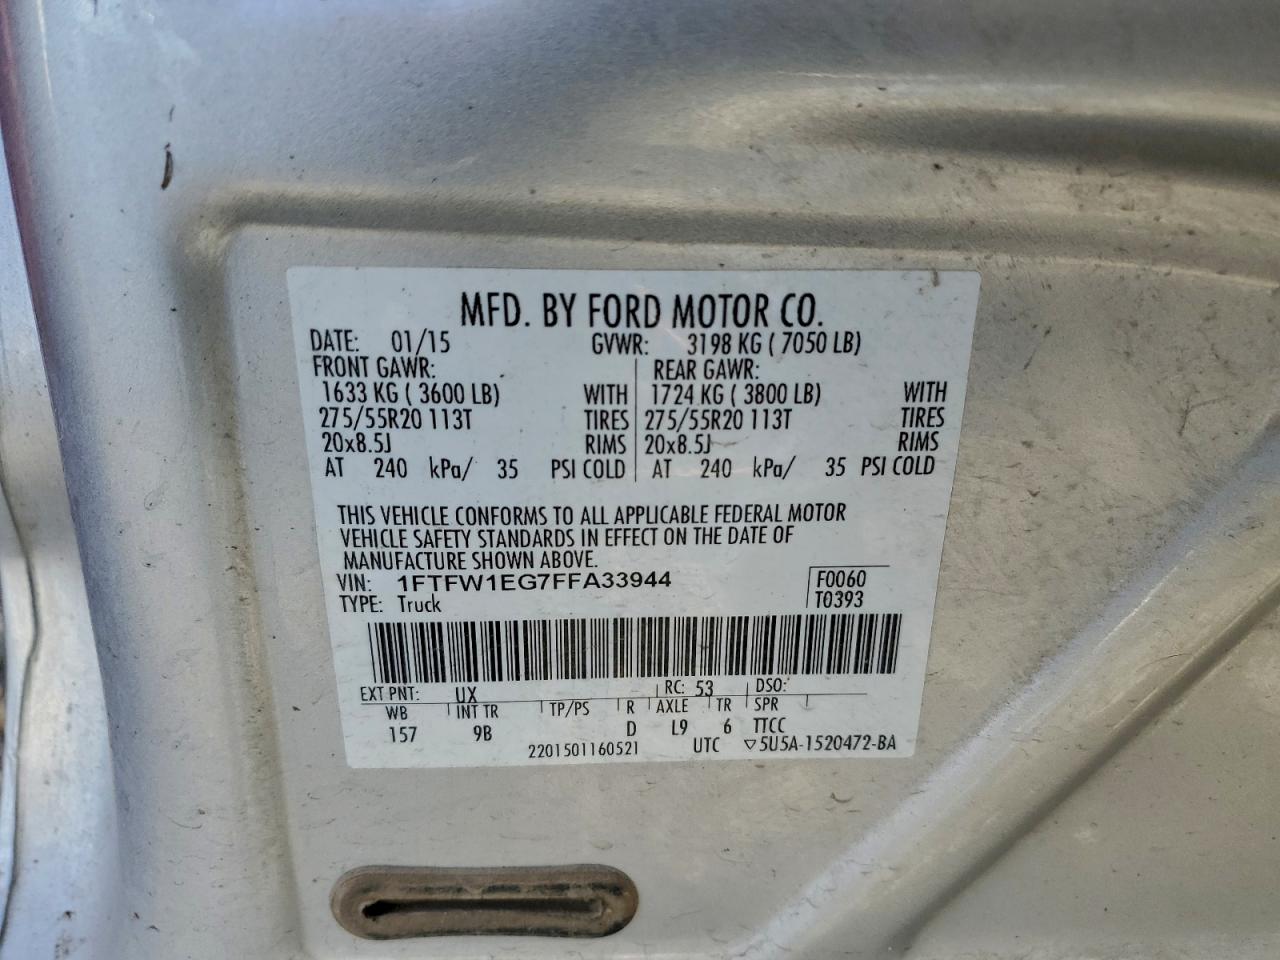 MFD. BY FORD MOTOR CO.
DATE: 01/15 GVWR: 3198 KG ( 7050 LB)
FRONT GAWR: REAR GAWR:
1633 KG ( 3600 LB) WITH 1724 KG ( 3800 LB) WITH
275/55R20 113T TIRES 275/55R20 113T TIRES
20x8.5J RIMS 20x8.5J RIMS
AT 240 kPa/ 35 PSI COLD AT 240 kPa/ 35 PSI COLD
THIS VEHICLE CONFORMS TO ALL APPLICABLE FEDERAL MOTOR
VEHICLE SAFETY STANDARDS IN EFFECT ON THE DATE OF
MANUFACTURE SHOWN ABOVE.
VIN: 1FTFW1EG7FFA33944 F0060
TYPE: Truck T0393
EXT PNT: UX RC: 53 DSO:
WB INT TR TP/PS R AXLE TR SPR
157 9B D L9 6 TTCC
2201501160521 UTC ▽5U5A-1520472-BA